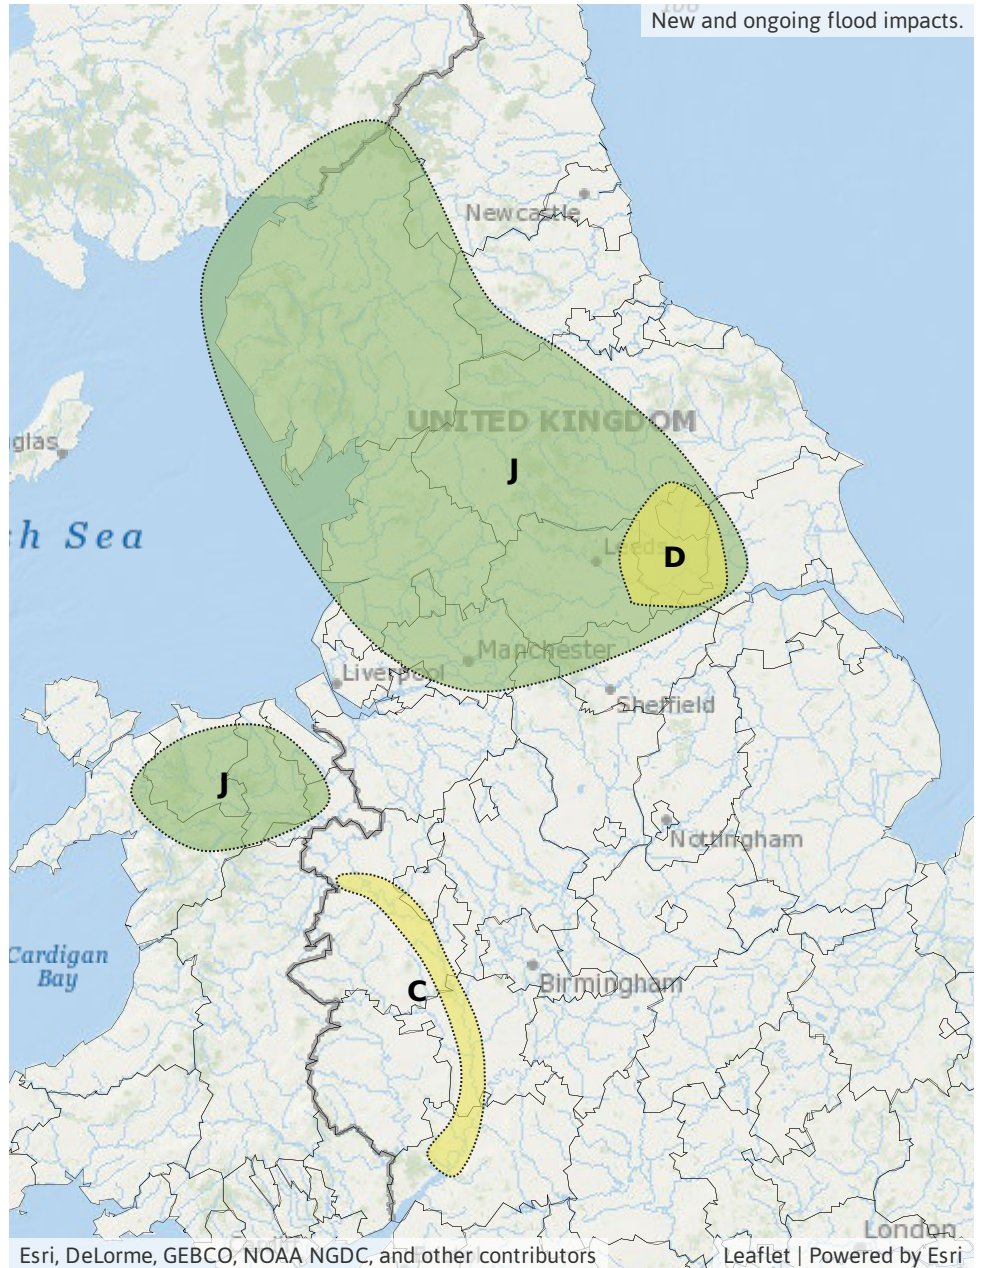 New and ongoing flood impacts.
Newcastle
UNITED KINGDOM
glas
J
h Sea
Leeds
D
Manchester
Liverpool
Sheffield
J
Nottingham
Cardigan
Bay
Birmingham
C
London
Esri, DeLorme, GEBCO, NOAA NGDC, and other contributors
Leaflet | Powered by Esri